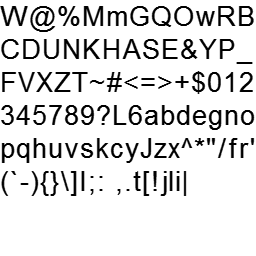 W@%MmGQOwRB
CDUNKHASE&YP_
FVXZT~#<=>+$012
345789?L6abdegno
pqhuvskcyJzx^*"/fr'
(`-){}\]I;: ,.t[!jli|